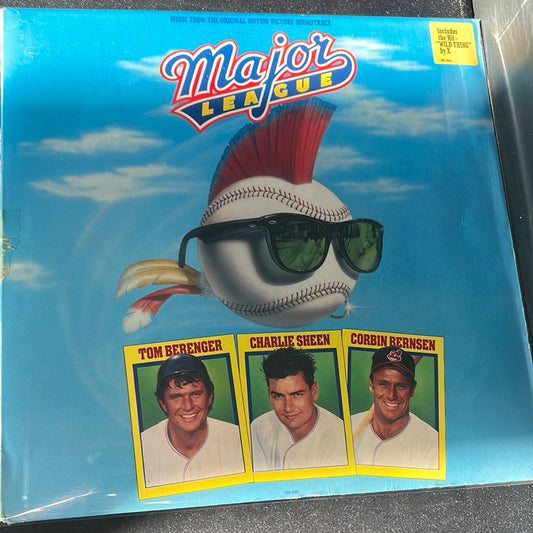 MUSIC FROM THE ORIGINAL MOTION PICTURE SOUNDTRACK
Includes
the Hit -
"WILD THING"
by X
Major
LEAGUE
TOM BERENGER
CHARLIE SHEEN
CORBIN BERNSEN